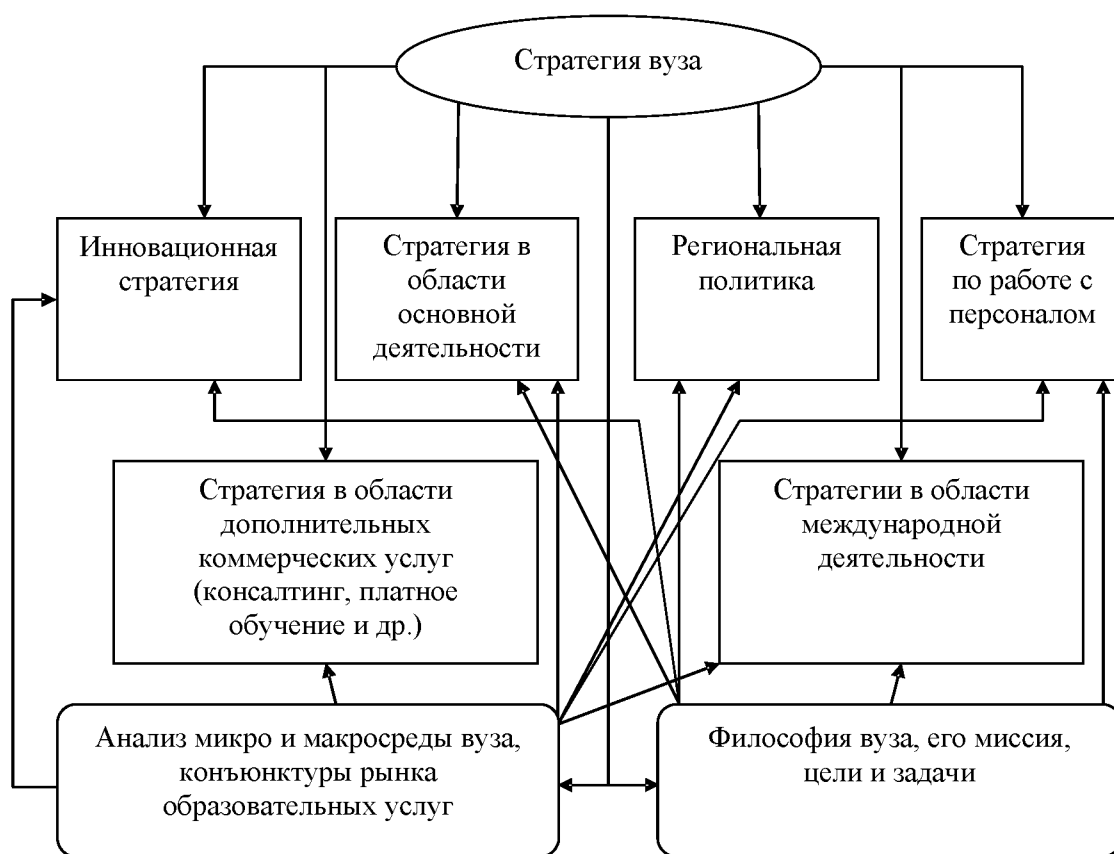 Стратегия вуза
Инновационная
стратегия
Стратегия в
области
основной
деятельности
Региональная
политика
Стратегия
по работе с
персоналом
Стратегия в области
дополнительных
коммерческих услуг
(консалтинг, платное
обучение и др.)
Стратегии в области
международной
деятельности
Анализ микро и макросреды вуза,
конъюнктуры рынка
образовательных услуг
Философия вуза, его миссия,
цели и задачи